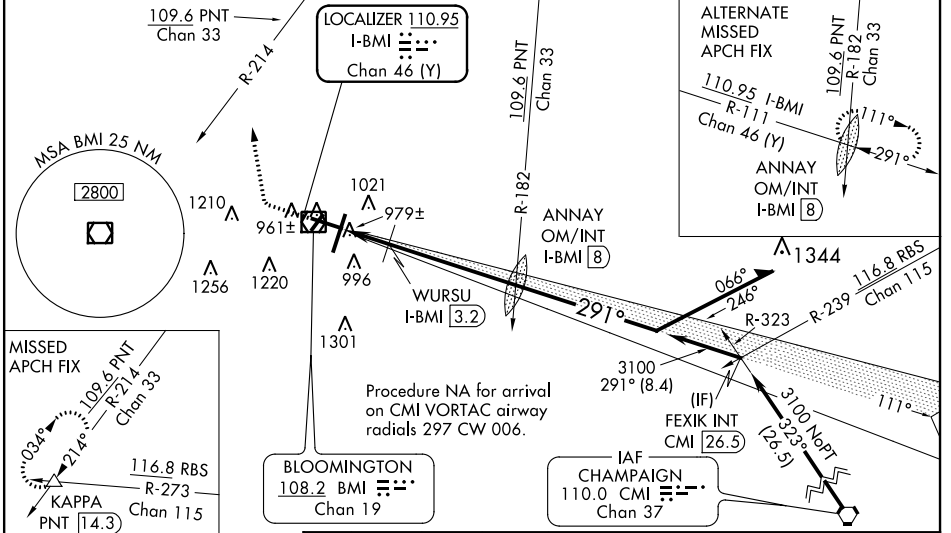 109.6 PNT
Chan 33
R-214
LOCALIZER 110.95
I-BMI
Chan 46 (Y)
R-182
109.6 PNT
Chan 33
ALTERNATE
MISSED
APCH FIX
109.6 PNT
R-182
Chan 33
110.95 I-BMI
R-111
Chan 46 (Y)
111°
291°
ANNAY
OM/INT
I-BMI 8
MSA BMI 25 NM
2800
1210
961±
1021
979±
1256
1220
996
1301
WURSU
I-BMI 3.2
ANNAY
OM/INT
I-BMI 8
291°
1344
066°
246°
R-239
116.8 RBS
Chan 115
R-323
3100
291° (8.4)
(IF)
FEXIK INT
CMI 26.5
3100 NoPT
323°
(26.5)
111°
MISSED
APCH FIX
109.6 PNT
R-214
Chan 33
034°
214°
116.8 RBS
R-273
Chan 115
KAPPA
PNT 14.3
Procedure NA for arrival
on CMI VORTAC airway
radials 297 CW 006.
BLOOMINGTON
108.2 BMI
Chan 19
IAF
CHAMPAIGN
110.0 CMI
Chan 37